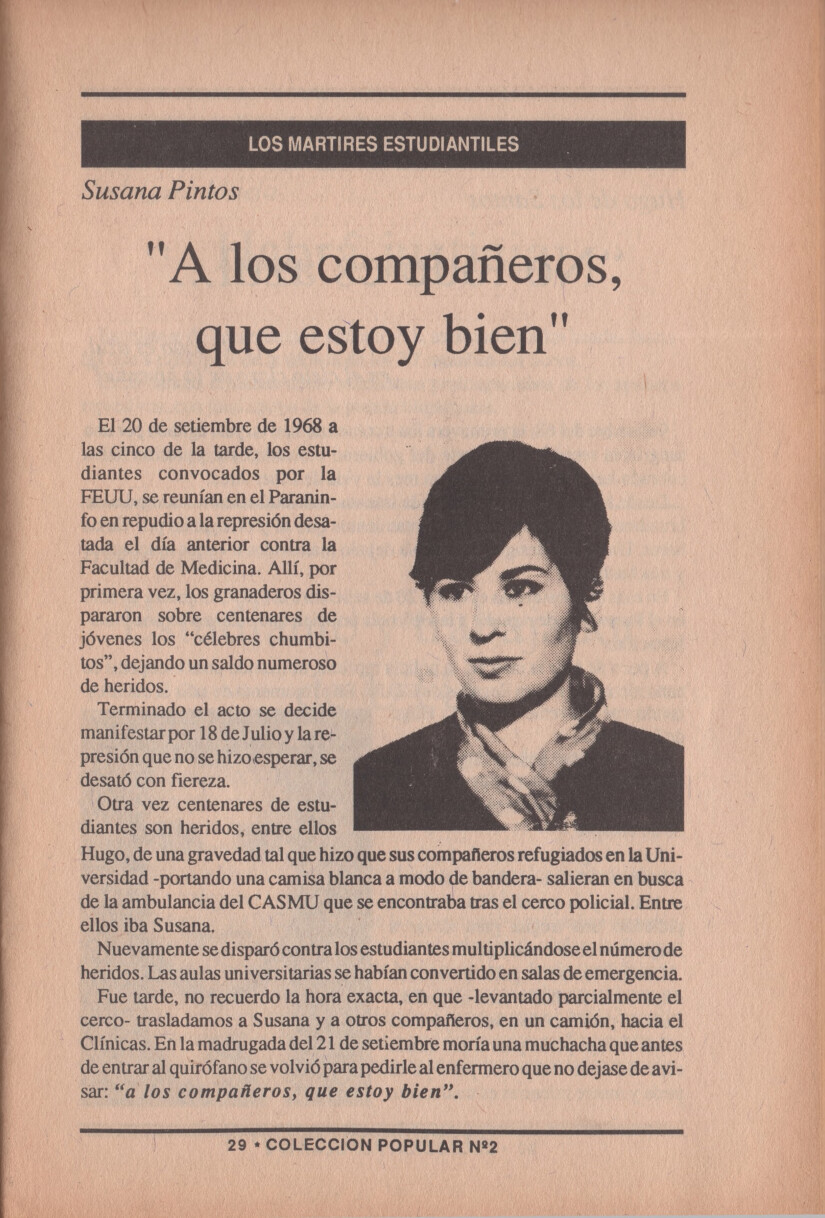 LOS MARTIRES ESTUDIANTILES
Susana Pintos
"A los compañeros,
que estoy bien"
El 20 de setiembre de 1968 a
las cinco de la tarde, los estu-
diantes convocados por la
FEUU, se reunían en el Paranin-
fo en repudio a la represión desa-
tada el día anterior contra la
Facultad de Medicina. Allí, por
primera vez, los granaderos dis-
pararon sobre centenares de
jóvenes los “célebres chumbi-
tos”, dejando un saldo numeroso
de heridos.
Terminado el acto se decide
manifestar por 18 de Julio y la re-
presión que no se hizo esperar, se
desató con fiereza.
Otra vez centenares de estu-
diantes son heridos, entre ellos
Hugo, de una gravedad tal que hizo que sus compañeros refugiados en la Uni-
versidad -portando una camisa blanca a modo de bandera- salieran en busca
de la ambulancia del CASMU que se encontraba tras el cerco policial. Entre
ellos iba Susana.
Nuevamente se disparó contra los estudiantes multiplicándose el número de
heridos. Las aulas universitarias se habían convertido en salas de emergencia.
Fue tarde, no recuerdo la hora exacta, en que -levantado parcialmente el
cerco- trasladamos a Susana y a otros compañeros, en un camión, hacia el
Clínicas. En la madrugada del 21 de setiembre moría una muchacha que antes
de entrar al quirófano se volvió para pedirle al enfermero que no dejase de avi-
sar: “a los compañeros, que estoy bien”.
29 • COLECCION POPULAR Nº2